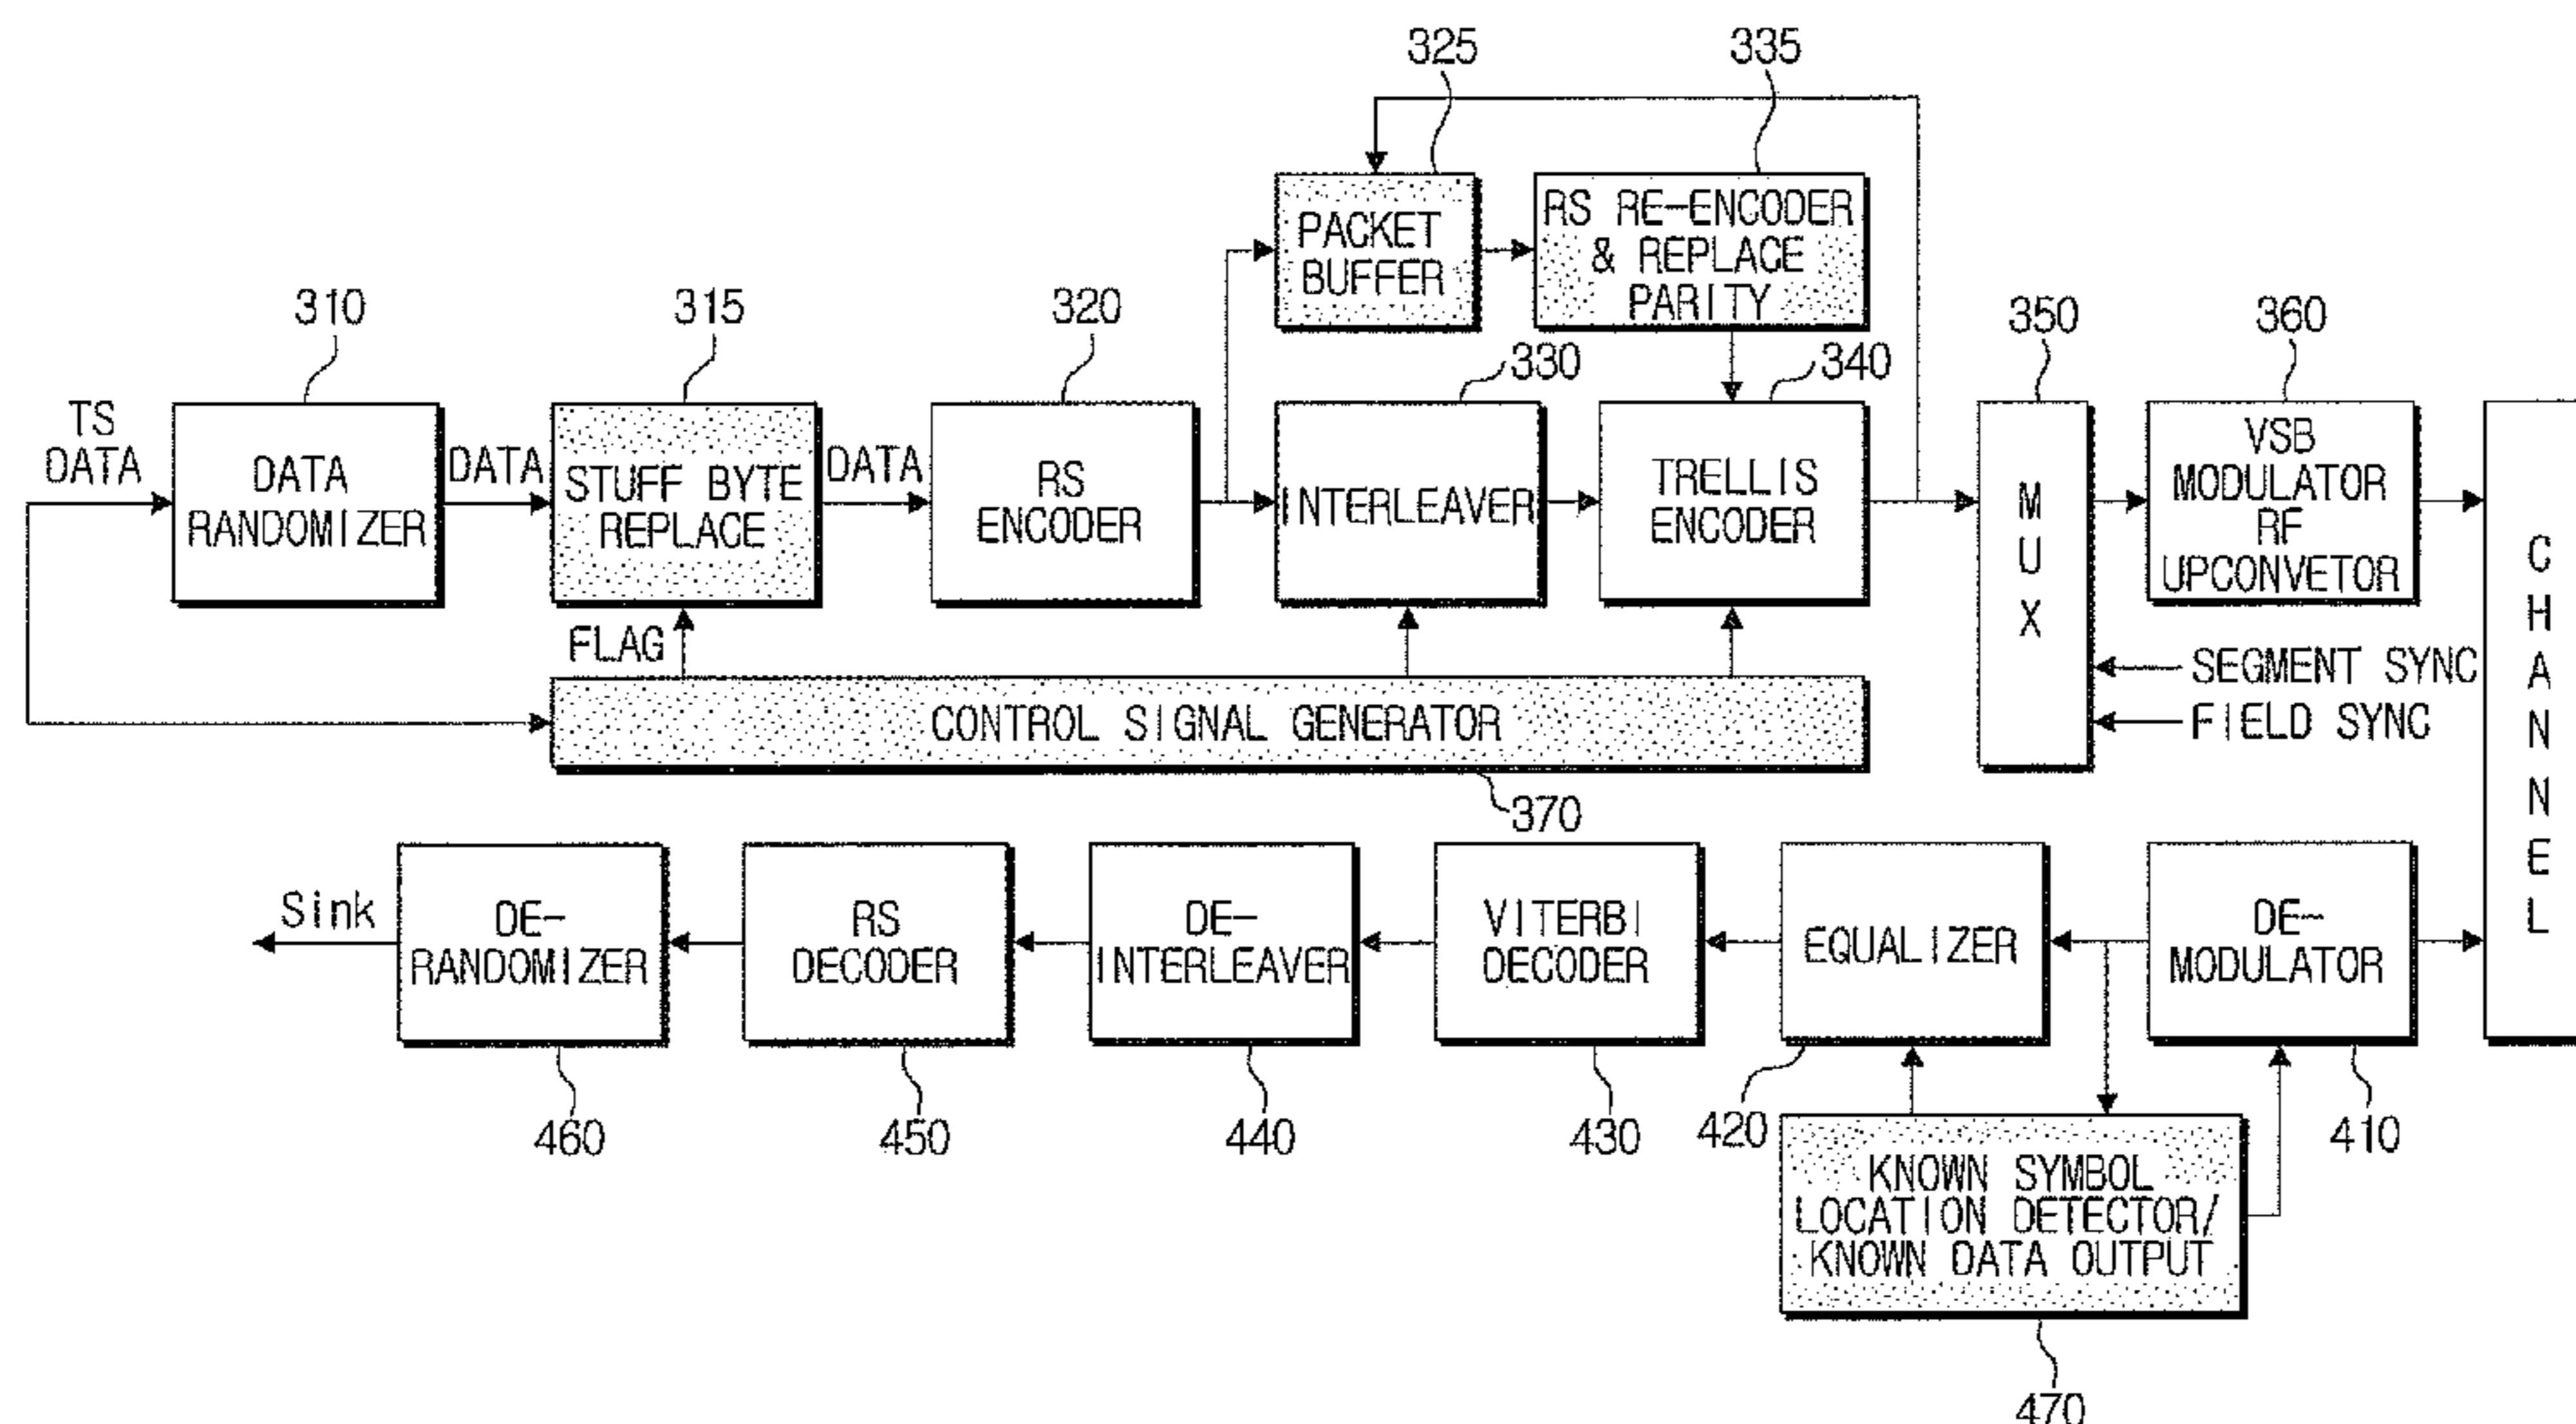 325
335
PACKET
BUFFER
RS RE-ENCODER
& REPLACE
PARITY
310
315
320
330
340
350
360
TS
DATA
DATA
RANDOMIZER
DATA
STUFF BYTE
REPLACE
DATA
RS
ENCODER
INTERLEAVER
TRELLIS
ENCODER
MUX
VSB
MODULATOR
RF
UPCONVETOR
CHANNEL
FLAG
SEGMENT SYNC
FIELD SYNC
CONTROL SIGNAL GENERATOR
370
Sink
DE-
RANDOMIZER
RS
DECODER
DE-
INTERLEAVER
VITERBI
DECODER
EQUALIZER
DE-
MODULATOR
460
450
440
430
420
410
KNOWN SYMBOL
LOCATION DETECTOR/
KNOWN DATA OUTPUT
470